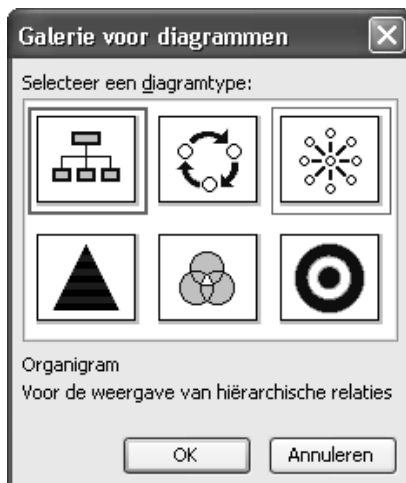 Galerie voor diagrammen
Selecteer een diagramtype:
Organigram
Voor de weergave van hiërarchische relaties
OK
Annuleren